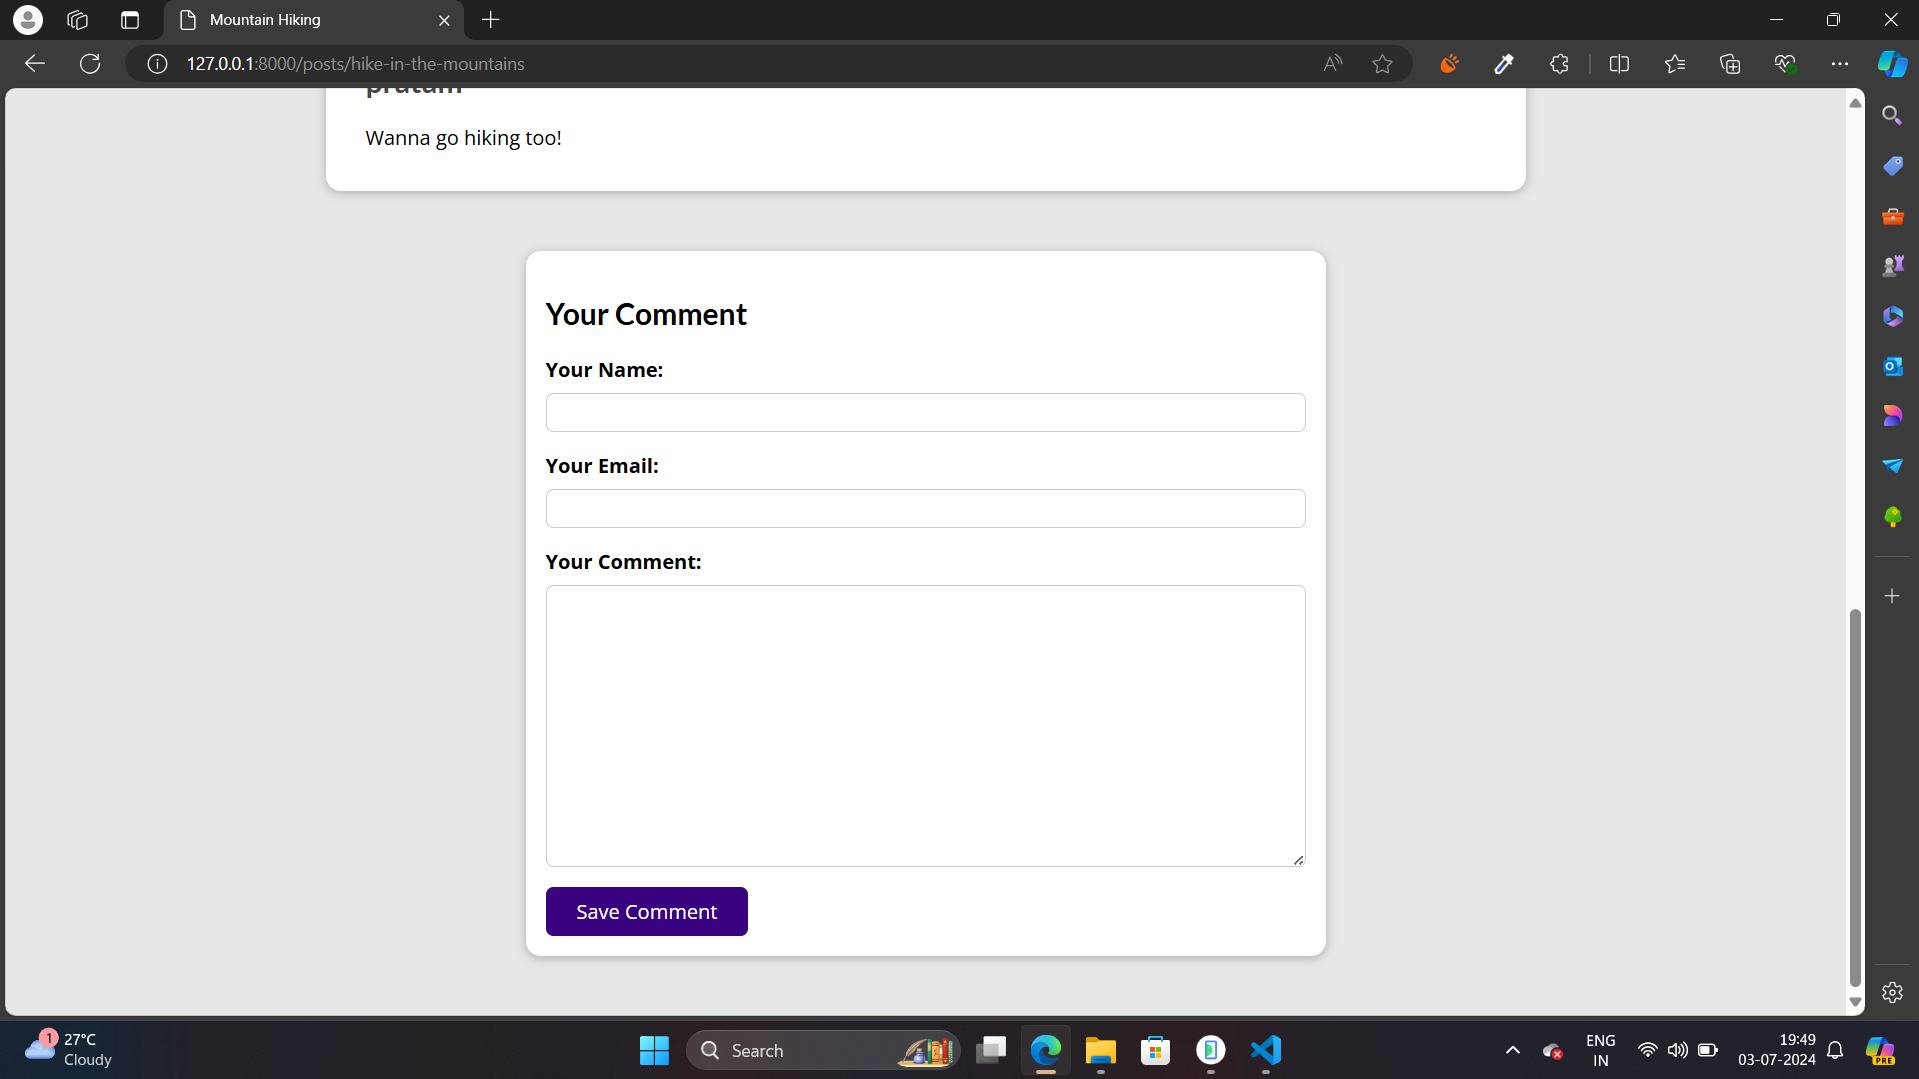 Mountain Hiking
127.0.0.1:8000/posts/hike-in-the-mountains
Wanna go hiking too!
Your Comment
Your Name:
Your Email:
Your Comment:
Save Comment
1
27°C
Cloudy
Search
ENG
IN
19:49
03-07-2024
PRE